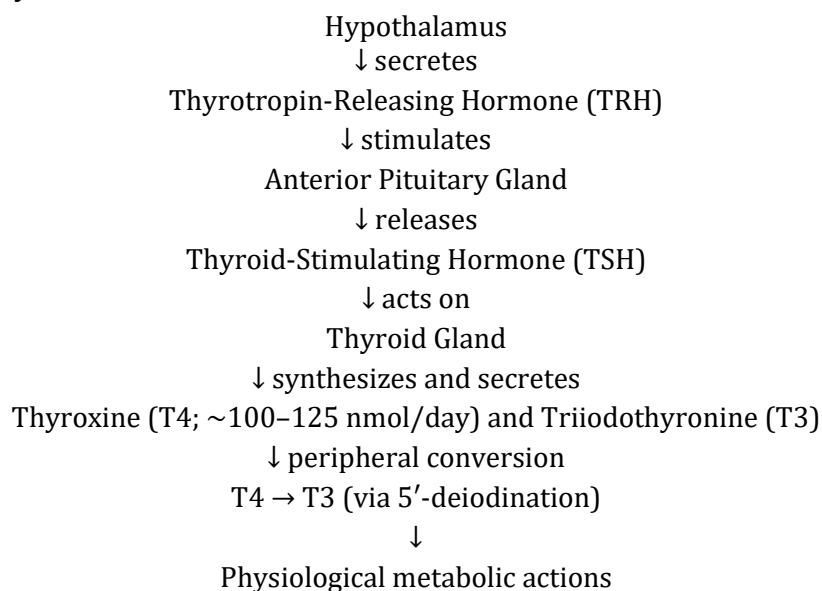 Hypothalamus
↓ secretes
Thyrotropin-Releasing Hormone (TRH)
↓ stimulates
Anterior Pituitary Gland
↓ releases
Thyroid-Stimulating Hormone (TSH)
↓ acts on
Thyroid Gland
↓ synthesizes and secretes
Thyroxine (T4; ~100–125 nmol/day) and Triiodothyronine (T3)
↓ peripheral conversion
T4 → T3 (via 5′-deiodination)
↓
Physiological metabolic actions